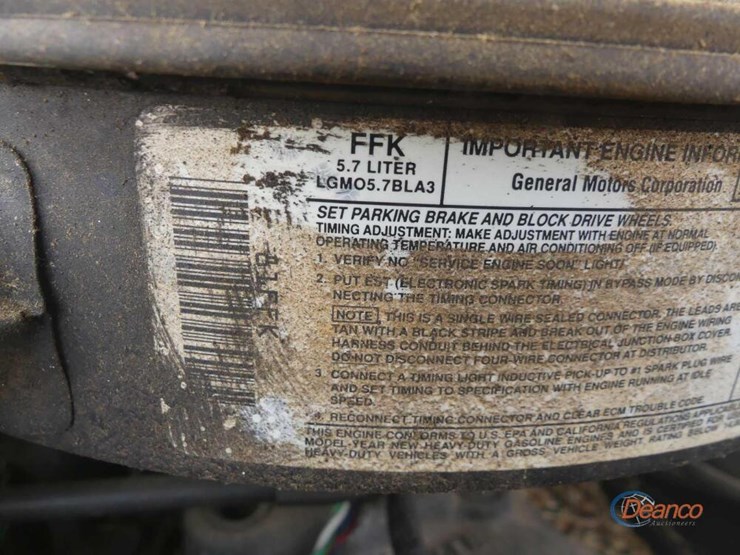 FFK
5.7 LITER
LGMO5.7BLA3
IMPORTANT ENGINE INFOR
General Motors Corporation
81FFK
SET PARKING BRAKE AND BLOCK DRIVE WHEELS
TIMING ADJUSTMENT: MAKE ADJUSTMENT WITH ENGINE AT NORMAL
OPERATING TEMPERATURE AND AIR CONDITIONING OFF (IF EQUIPPED).
1. VERIFY NO "SERVICE ENGINE SOON" LIGHT.
2. PUT EST (ELECTRONIC SPARK TIMING) IN BYPASS MODE BY DISCON
NECTING THE TIMING CONNECTOR.
NOTE THIS IS A SINGLE WIRE SEALED CONNECTOR. THE LEADS ARE
TAN WITH A BLACK STRIPE AND BREAK OUT OF THE ENGINE WIRING
HARNESS CONDUIT BEHIND THE ELECTRICAL JUNCTION BOX COVER.
DO NOT DISCONNECT FOUR-WIRE CONNECTOR AT DISTRIBUTOR.
3. CONNECT A TIMING LIGHT INDUCTIVE PICK-UP TO #1 SPARK PLUG WIRE
AND SET TIMING TO SPECIFICATION WITH ENGINE RUNNING AT IDLE
SPEED.
4. RECONNECT TIMING CONNECTOR AND CLEAR ECM TROUBLE CODE.
THIS ENGINE CONFORMS TO U.S. EPA AND CALIFORNIA REGULATIONS APPLICABL
MODEL-YEAR NEW HEAVY-DUTY GASOLINE ENGINES AND IS CERTIFIED FOR
HEAVY-DUTY VEHICLES WITH A GROSS VEHICLE WEIGHT RATING
Deanco
Auctioneers